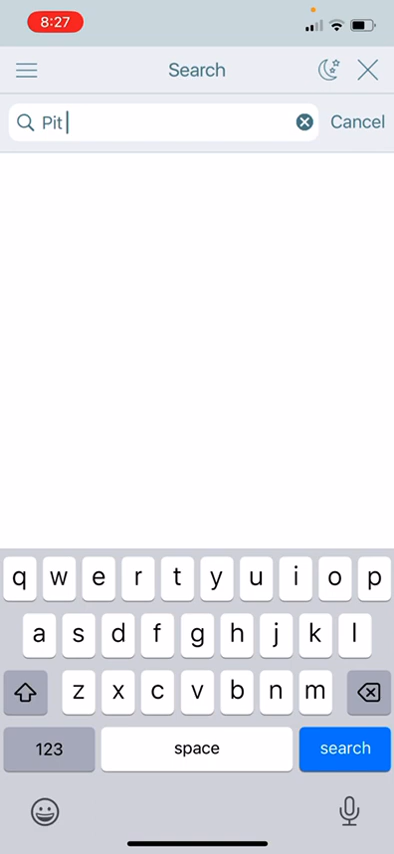 8:27
Search
Pit
Cancel
q w e r t y u i o p
a s d f g h j k l
z x c v b n m
123 space search